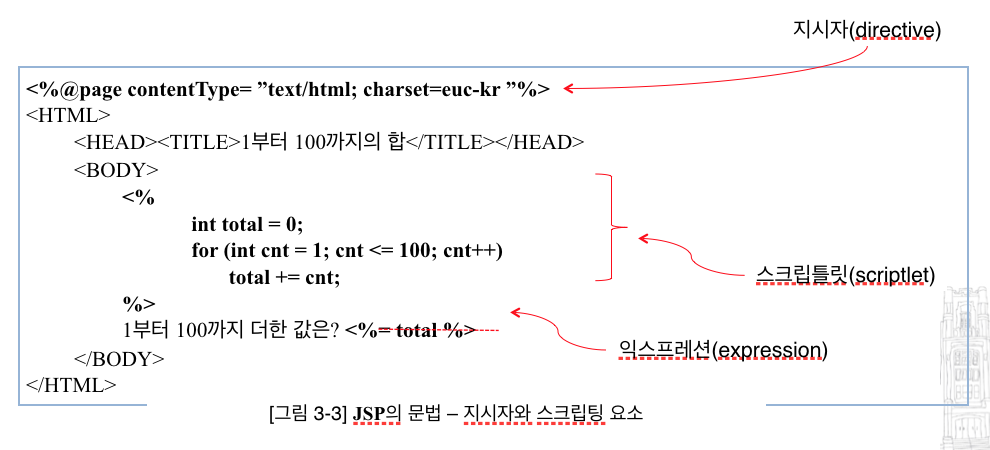 지시자(directive)
<%@page contentType= ”text/html; charset=euc-kr ”%>
<HTML>
<HEAD><TITLE>1부터 100까지의 합</TITLE></HEAD>
<BODY>
<%
int total = 0;
for (int cnt = 1; cnt <= 100; cnt++)
total += cnt;
스크립틀릿(scriptlet)
%>
1부터 100까지 더한 값은? <%= total %>
익스프레션(expression)
</BODY>
</HTML>
[그림 3-3] JSP의 문법 – 지시자와 스크립팅 요소